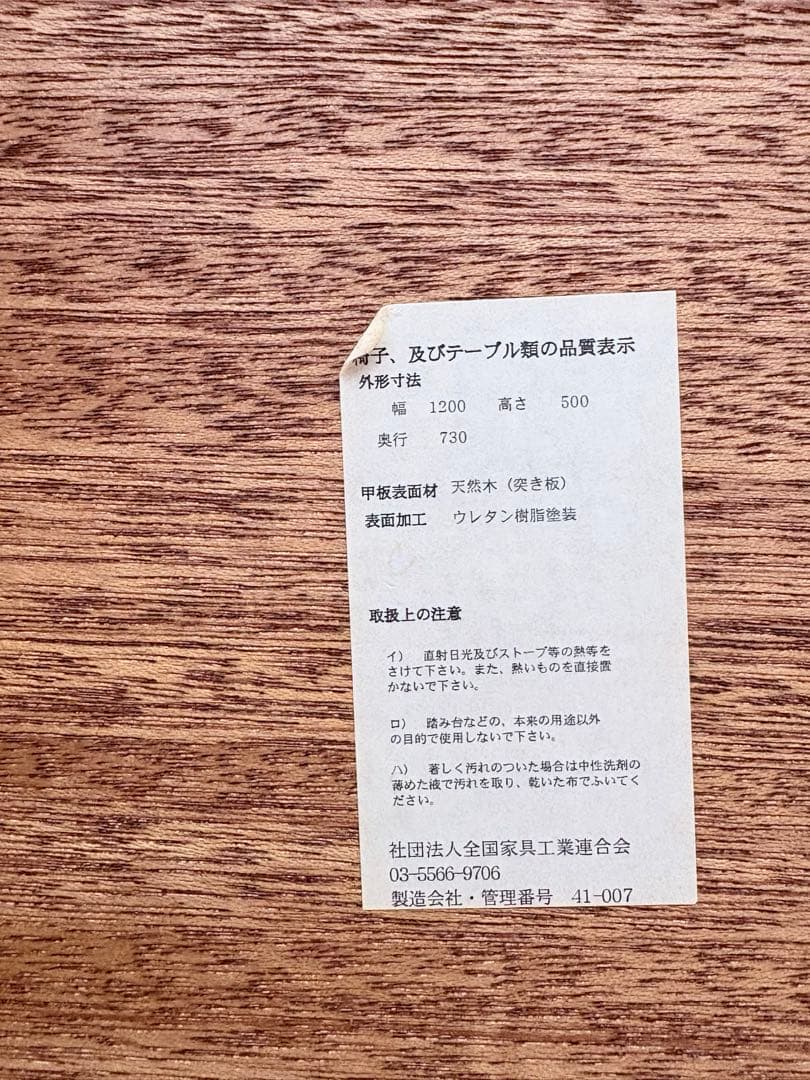 椅子、及びテーブル類の品質表示
外形寸法
幅 1200 高さ 500
奥行 730
甲板表面材 天然木（突き板）
表面加工 ウレタン樹脂塗装
取扱上の注意
イ） 直射日光及びストーブ等の熱等を
さけて下さい。また、熱いものを直接置
かないで下さい。
ロ） 踏み台などの、本来の用途以外
の目的で使用しないで下さい。
ハ） 著しく汚れのついた場合は中性洗剤の
薄めた液で汚れを取り、乾いた布でふいてく
ださい。
社団法人全国家具工業連合会
03-5566-9706
製造会社・管理番号 41-007